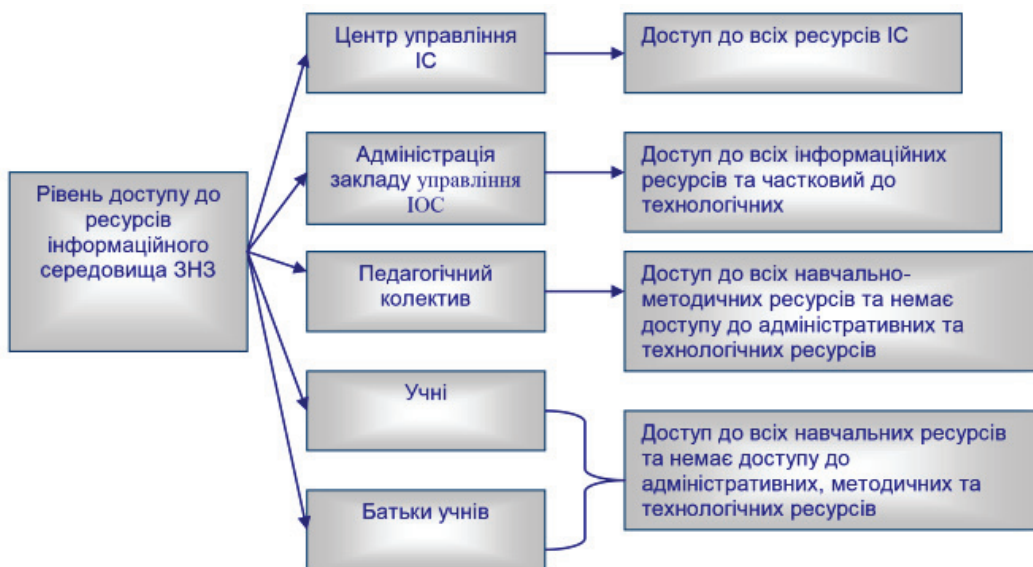 Рівень доступу до
ресурсів
інформаційного
середовища ЗНЗ
Центр управління
ІС
Доступ до всіх ресурсів ІС
Адміністрація
закладу управління
ІОС
Доступ до всіх інформаційних
ресурсів та частковий до
технологічних
Педагогічний
колектив
Доступ до всіх навчально-
методичних ресурсів та немає
доступу до адміністративних та
технологічних ресурсів
Учні
Батьки учнів
Доступ до всіх навчальних ресурсів
та немає доступу до
адміністративних, методичних та
технологічних ресурсів